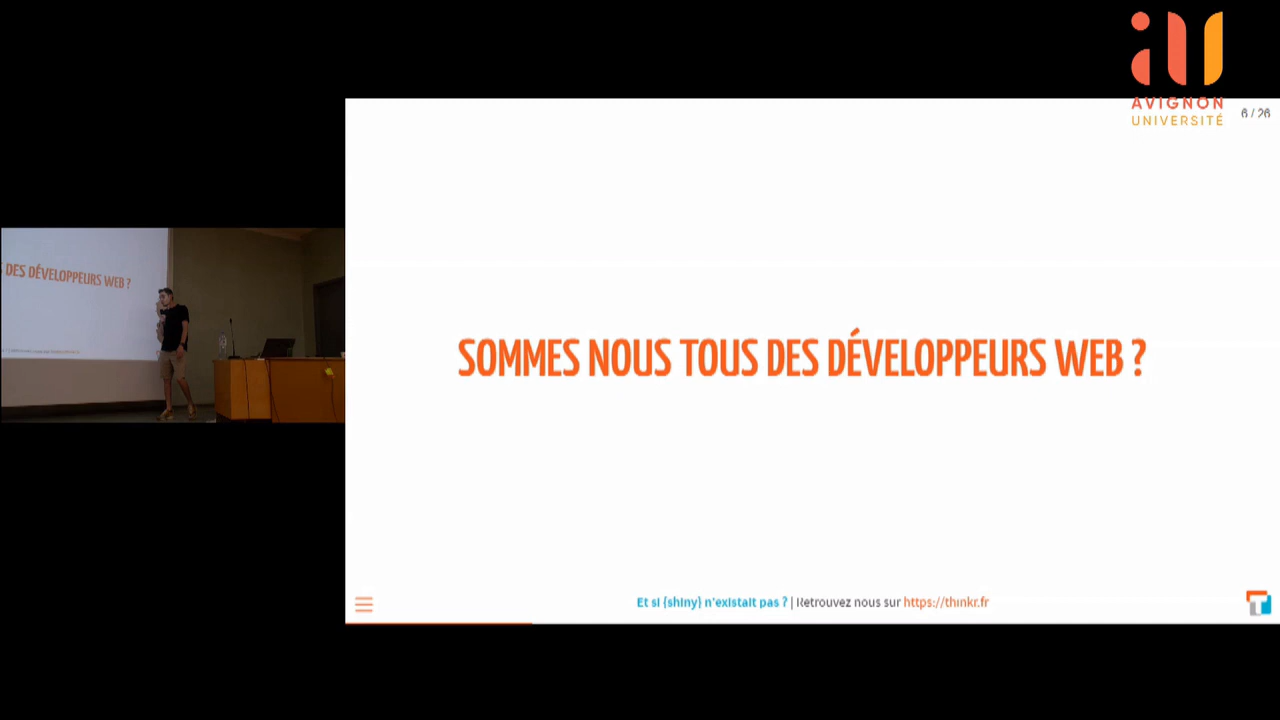 AVIGNON
UNIVERSITÉ
6 / 26
S DES DÉVELOPPEURS WEB ?
SOMMES NOUS TOUS DES DÉVELOPPEURS WEB ?
Et si {shiny} n'existait pas ? | Retrouvez nous sur https://thinkr.fr